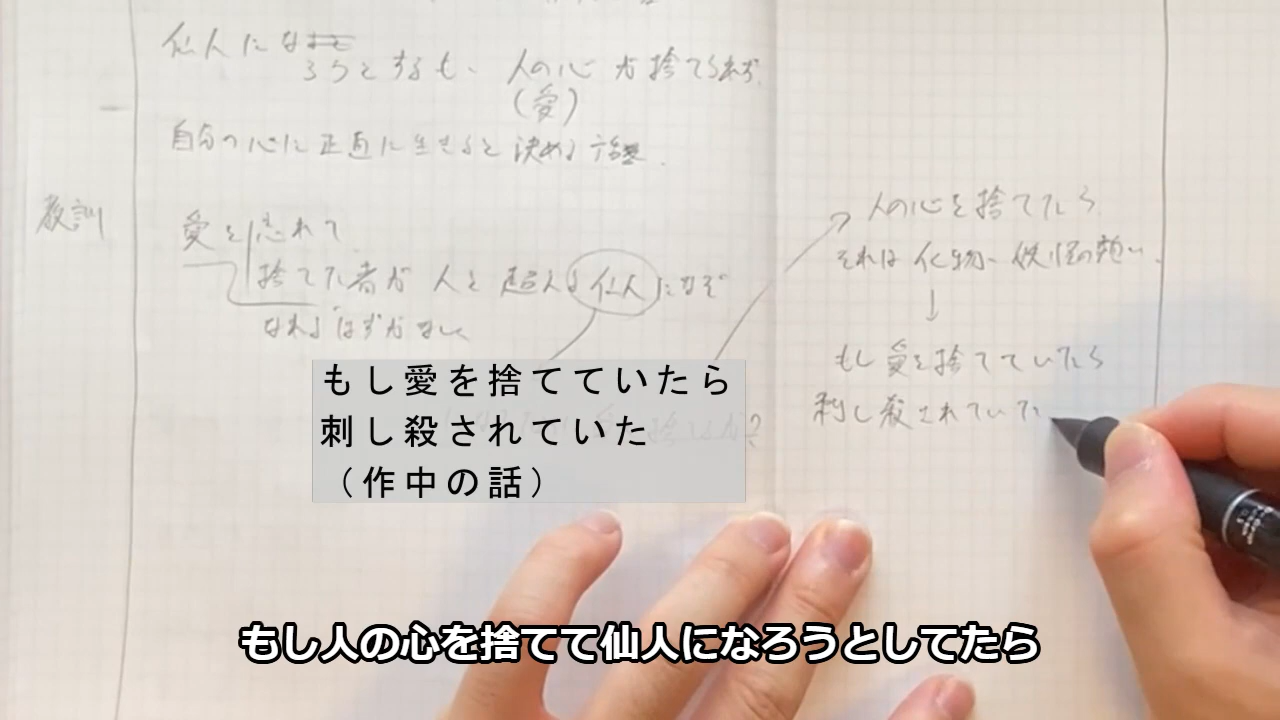 仙人になろうとするも、人の心が捨てられず
(愛)
自分の心に正直に生きると決める
教訓
愛を忘れて
捨てた者が人を超える仙人になぞ
なれるはずがない
人の心を捨てたら
それは化物、妖怪の類い。
↓
もし愛を捨てていたら
刺し殺されていた
もし愛を捨てていたら
刺し殺されていた
（作中の話）
もし人の心を捨てて仙人になろうとしてたら